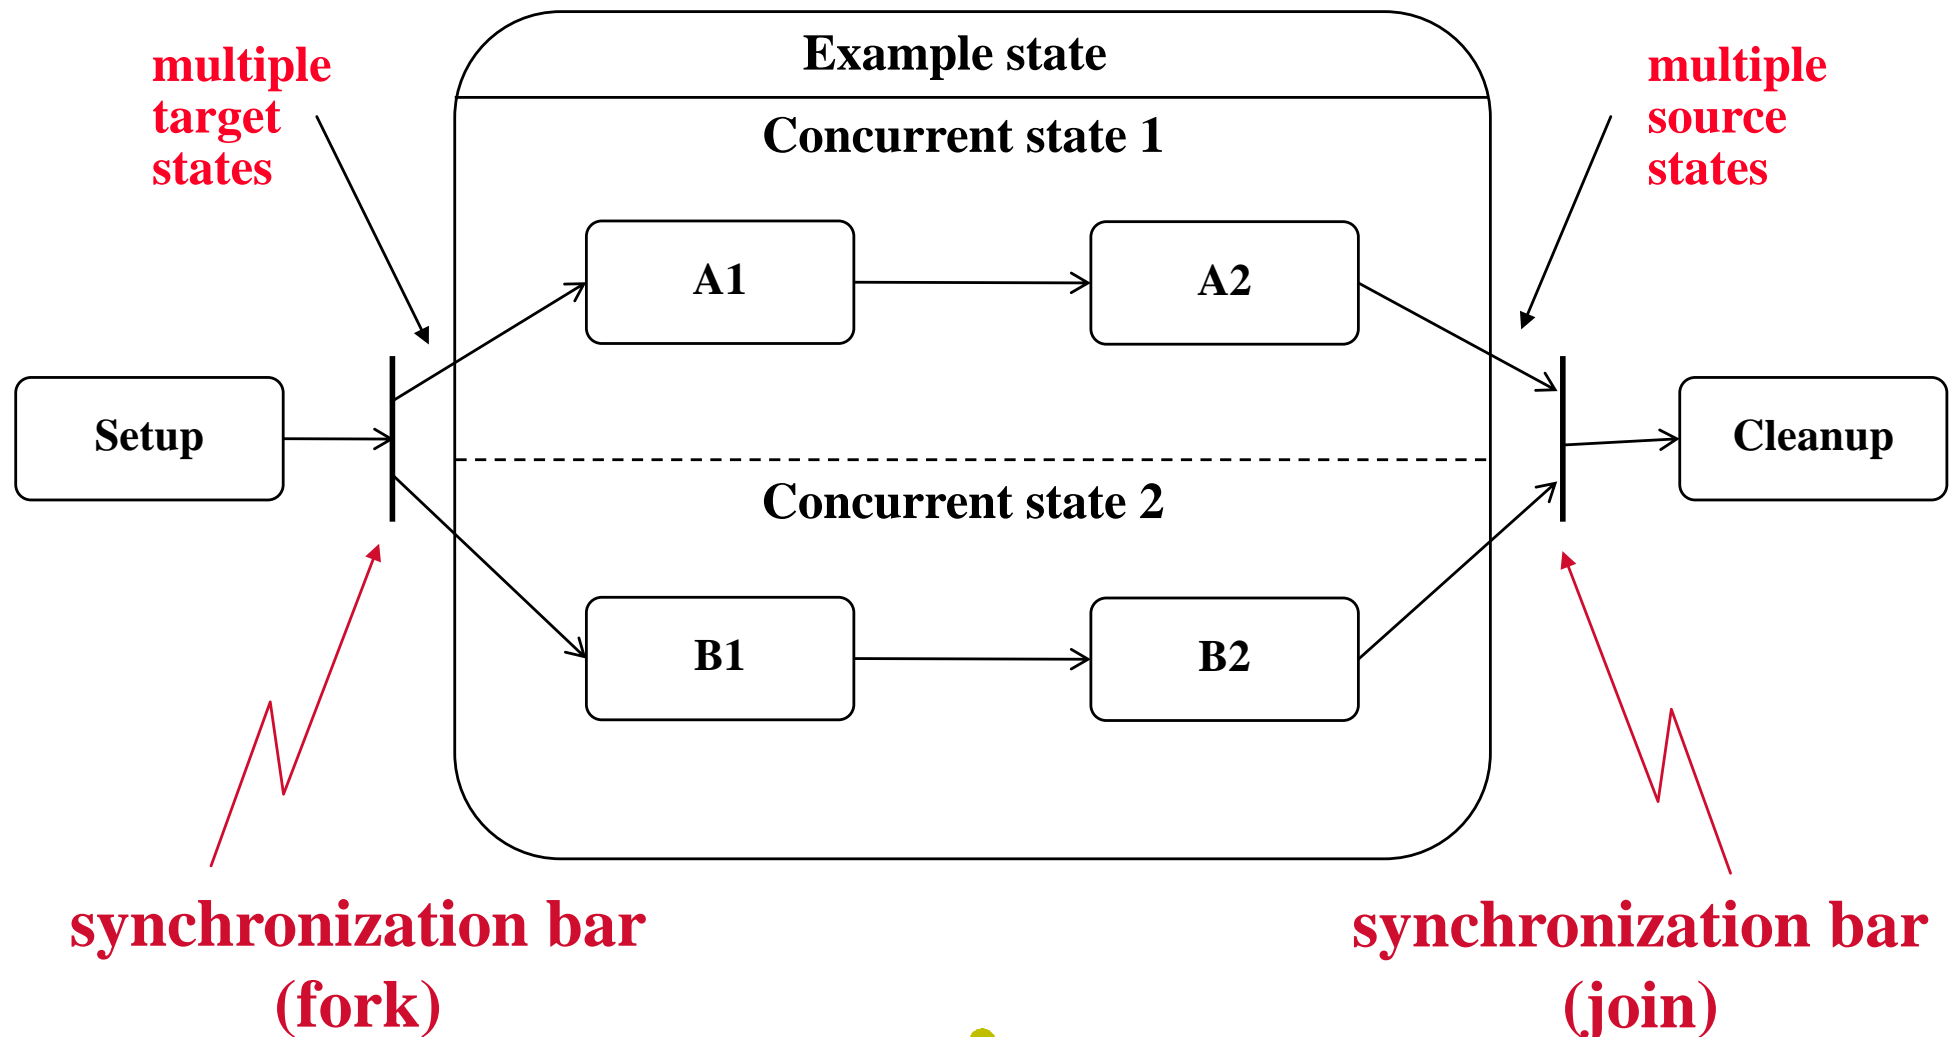 multiple
target
states
Example state
multiple
source
states
Concurrent state 1
A1
A2
Setup
Cleanup
Concurrent state 2
B1
B2
synchronization bar
(fork)
synchronization bar
(join)